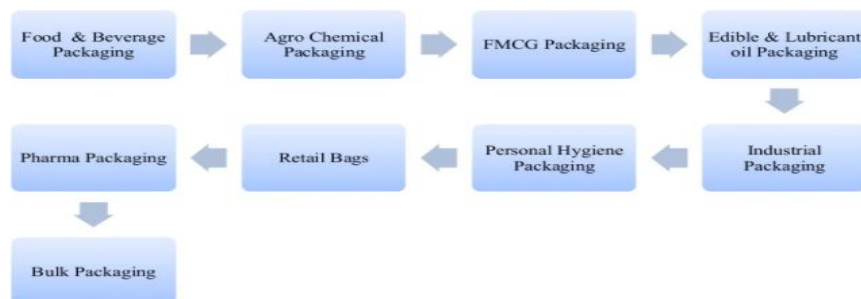 Food & Beverage
Packaging
Agro Chemical
Packaging
FMCG Packaging
Edible & Lubricant
oil Packaging
Industrial
Packaging
Personal Hygiene
Packaging
Retail Bags
Pharma Packaging
Bulk Packaging